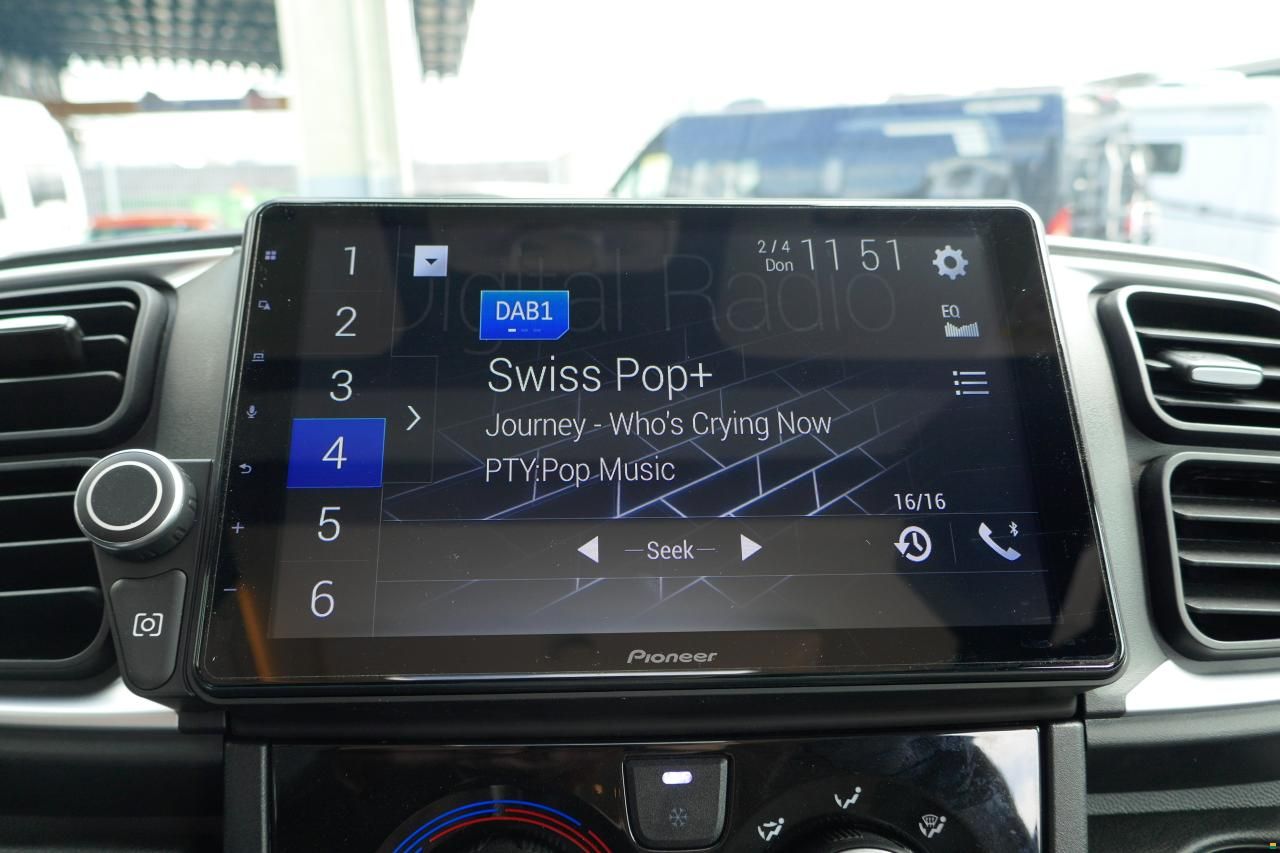 1
2
3
4
5
6
2/4
Don
11 51
Digital Radio
DAB1
EQ
Swiss Pop+
Journey - Who's Crying Now
PTY:Pop Music
16/16
Seek
+
−
Pioneer